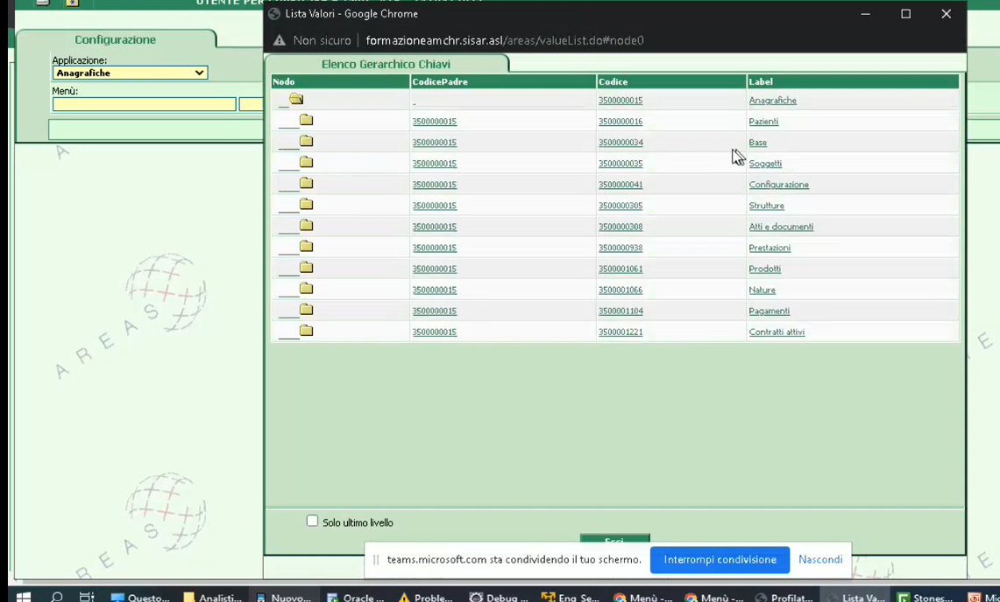 UTENTE PER
Lista Valori - Google Chrome
Non sicuro | formazioneamchr.sisar.asl/areas/valueList.do#node0
Configurazione
Applicazione:
Anagrafiche
Menù:
Elenco Gerarchico Chiavi
Nodo CodicePadre Codice Label
- 3500000015 Anagrafiche
3500000015 3500000016 Pazienti
3500000015 3500000034 Base
3500000015 3500000035 Soggetti
3500000015 3500000041 Configurazione
3500000015 3500000305 Strutture
3500000015 3500000308 Atti e documenti
3500000015 3500000938 Prestazioni
3500000015 3500001061 Prodotti
3500000015 3500001066 Nature
3500000015 3500001104 Pagamenti
3500000015 3500001221 Contratti attivi
AREAS
AREAS
Solo ultimo livello
Esci
teams.microsoft.com sta condividendo il tuo schermo. Interrompi condivisione Nascondi
Questo... Analisti... Nuovo... Oracle ... Proble... Debug ... Eng Se... Menù -... Menù -... Profilat... Lista Va... Stones... Mi